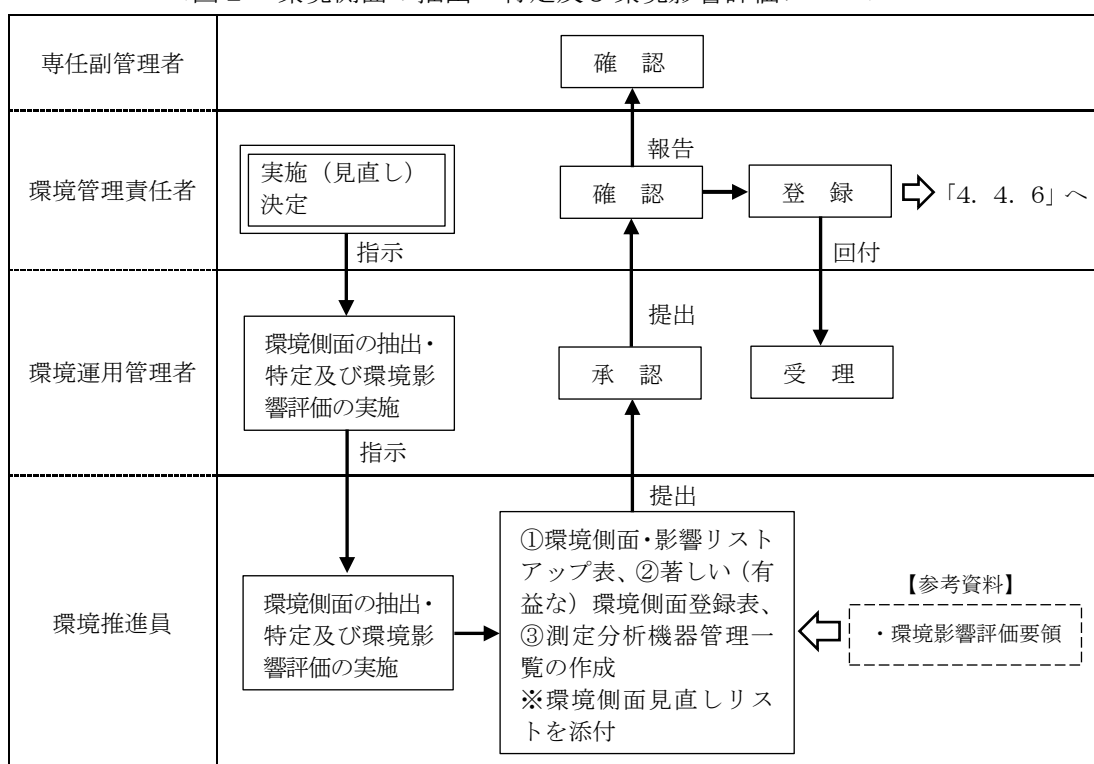 専任副管理者
確 認
報告
環境管理責任者
実施（見直し）
決定
確 認
登 録
「4. 4. 6」へ
指示
回付
提出
環境運用管理者
環境側面の抽出・
特定及び環境影
響評価の実施
承 認
受 理
指示
提出
環境推進員
環境側面の抽出・
特定及び環境影
響評価の実施
①環境側面・影響リスト
アップ表、②著しい（有
益な）環境側面登録表、
③測定分析機器管理一
覧の作成
※環境側面見直しリス
トを添付
【参考資料】
・環境影響評価要領